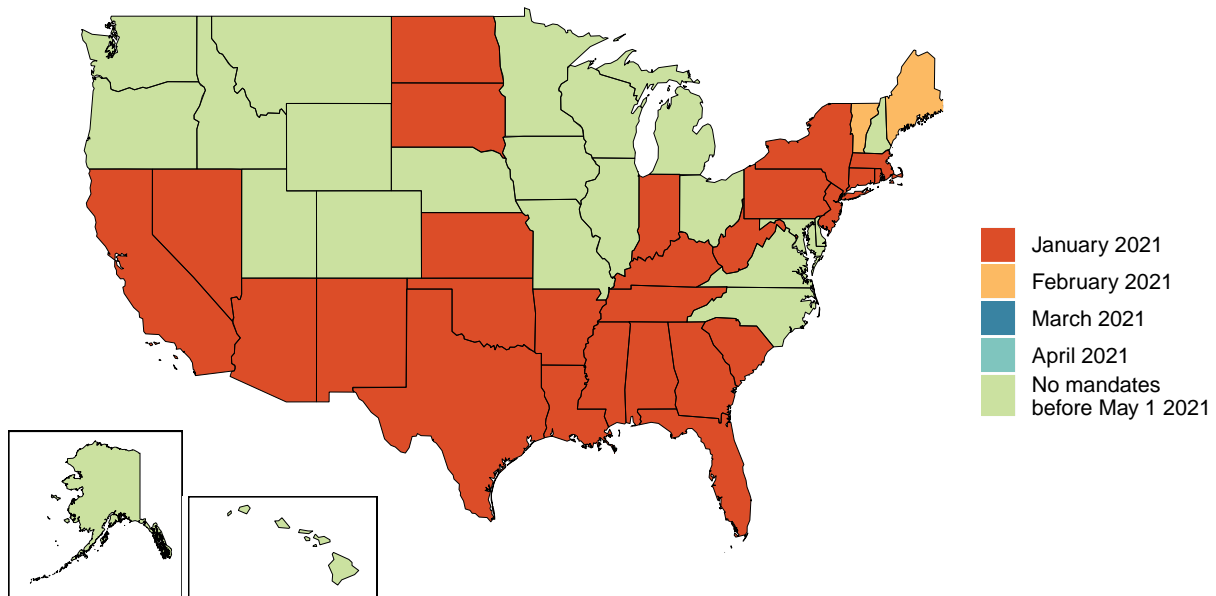 January 2021
February 2021
March 2021
April 2021
No mandates
before May 1 2021